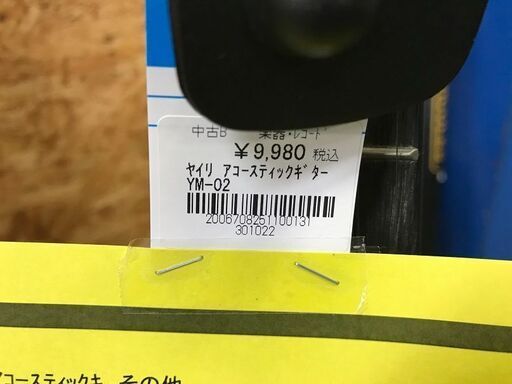 中古B 楽器・レコード
￥9,980 税込
ヤイリ アコースティックギター
YM-02
2006708251100131
301022
アコースティックギ その他